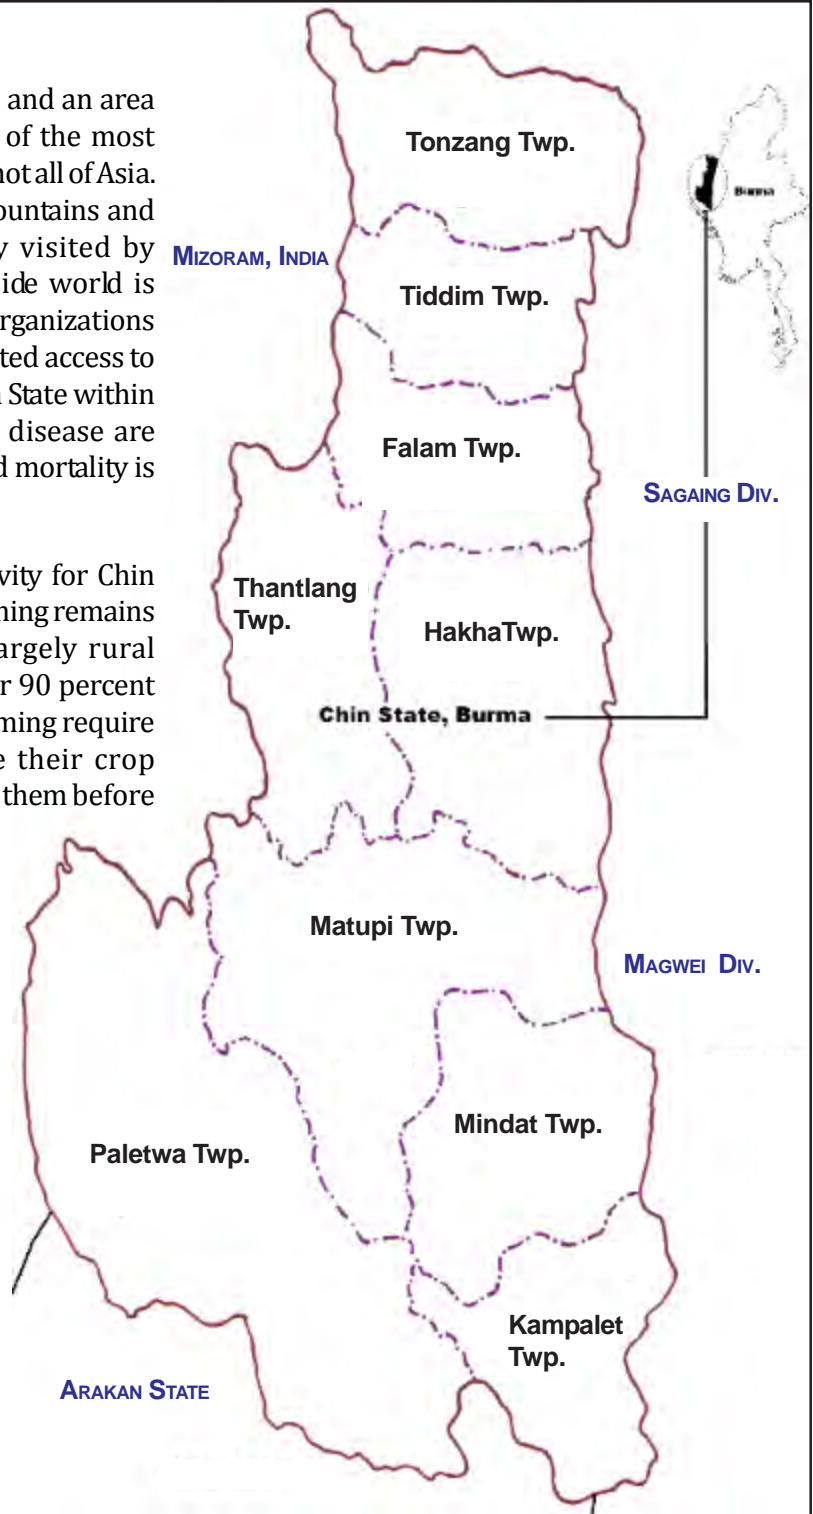 and an area
of the most
not all of Asia.
ountains and
y visited by
ide world is
rganizations
ted access to
State within
disease are
d mortality is
vity for Chin
ning remains
argely rural
r 90 percent
ming require
e their crop
them before
Tonzang Twp.
Burma
MIZORAM, INDIA
Tiddim Twp.
Falam Twp.
SAGAING DIV.
Thantlang
Twp.
HakhaTwp.
Chin State, Burma
Matupi Twp.
MAGWEI DIV.
Mindat Twp.
Paletwa Twp.
Kampalet
Twp.
ARAKAN STATE